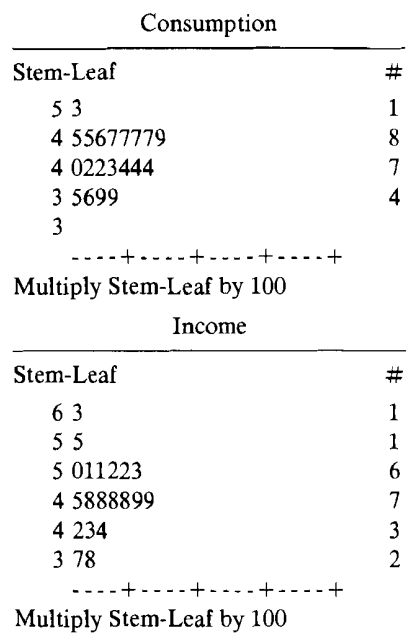 Consumption
Stem-Leaf #
5 3 1
4 55677779 8
4 0223444 7
3 5699 4
3
----+----+----+----+
Multiply Stem-Leaf by 100
Income
Stem-Leaf #
6 3 1
5 5 1
5 011223 6
4 5888899 7
4 234 3
3 78 2
----+----+----+----+
Multiply Stem-Leaf by 100